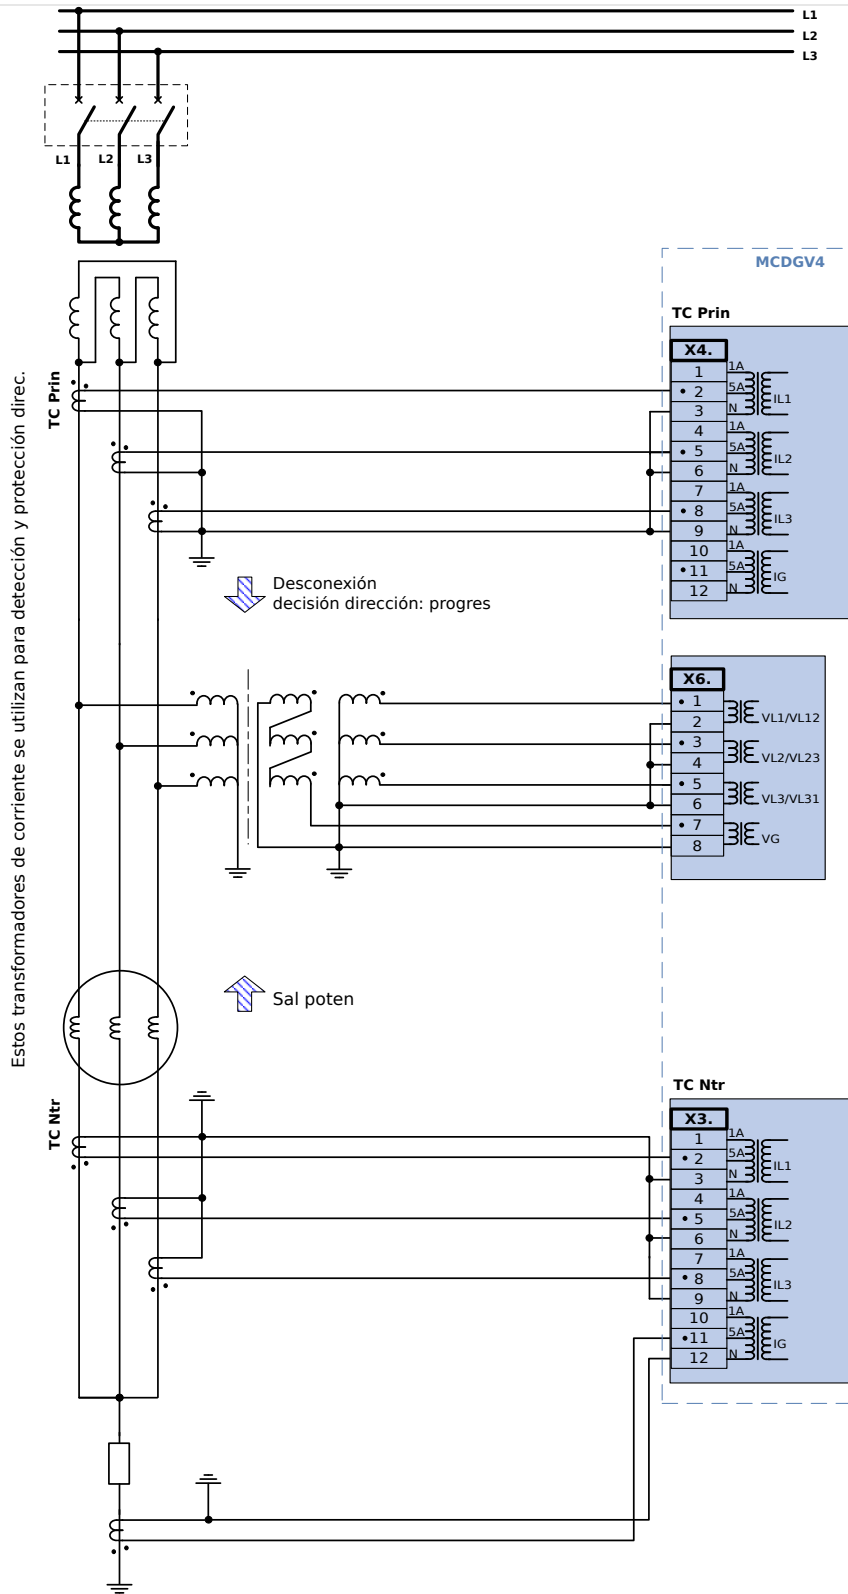 L1
L2
L3
L1
L2
L3
MCDGV4
TC Prin
X4.
1
1A
2
5A
IL1
3
N
4
1A
5
5A
IL2
6
N
7
1A
8
5A
IL3
9
N
10
1A
11
5A
IG
12
N
TC Prin
Estos transformadores de corriente se utilizan para detección y protección direc.
Desconexión
decisión dirección: progres
X6.
1
VL1/VL12
2
3
VL2/VL23
4
5
VL3/VL31
6
7
VG
8
Sal poten
TC Ntr
TC Ntr
X3.
1
1A
2
5A
IL1
3
N
4
1A
5
5A
IL2
6
N
7
1A
8
5A
IL3
9
N
10
1A
11
5A
IG
12
N